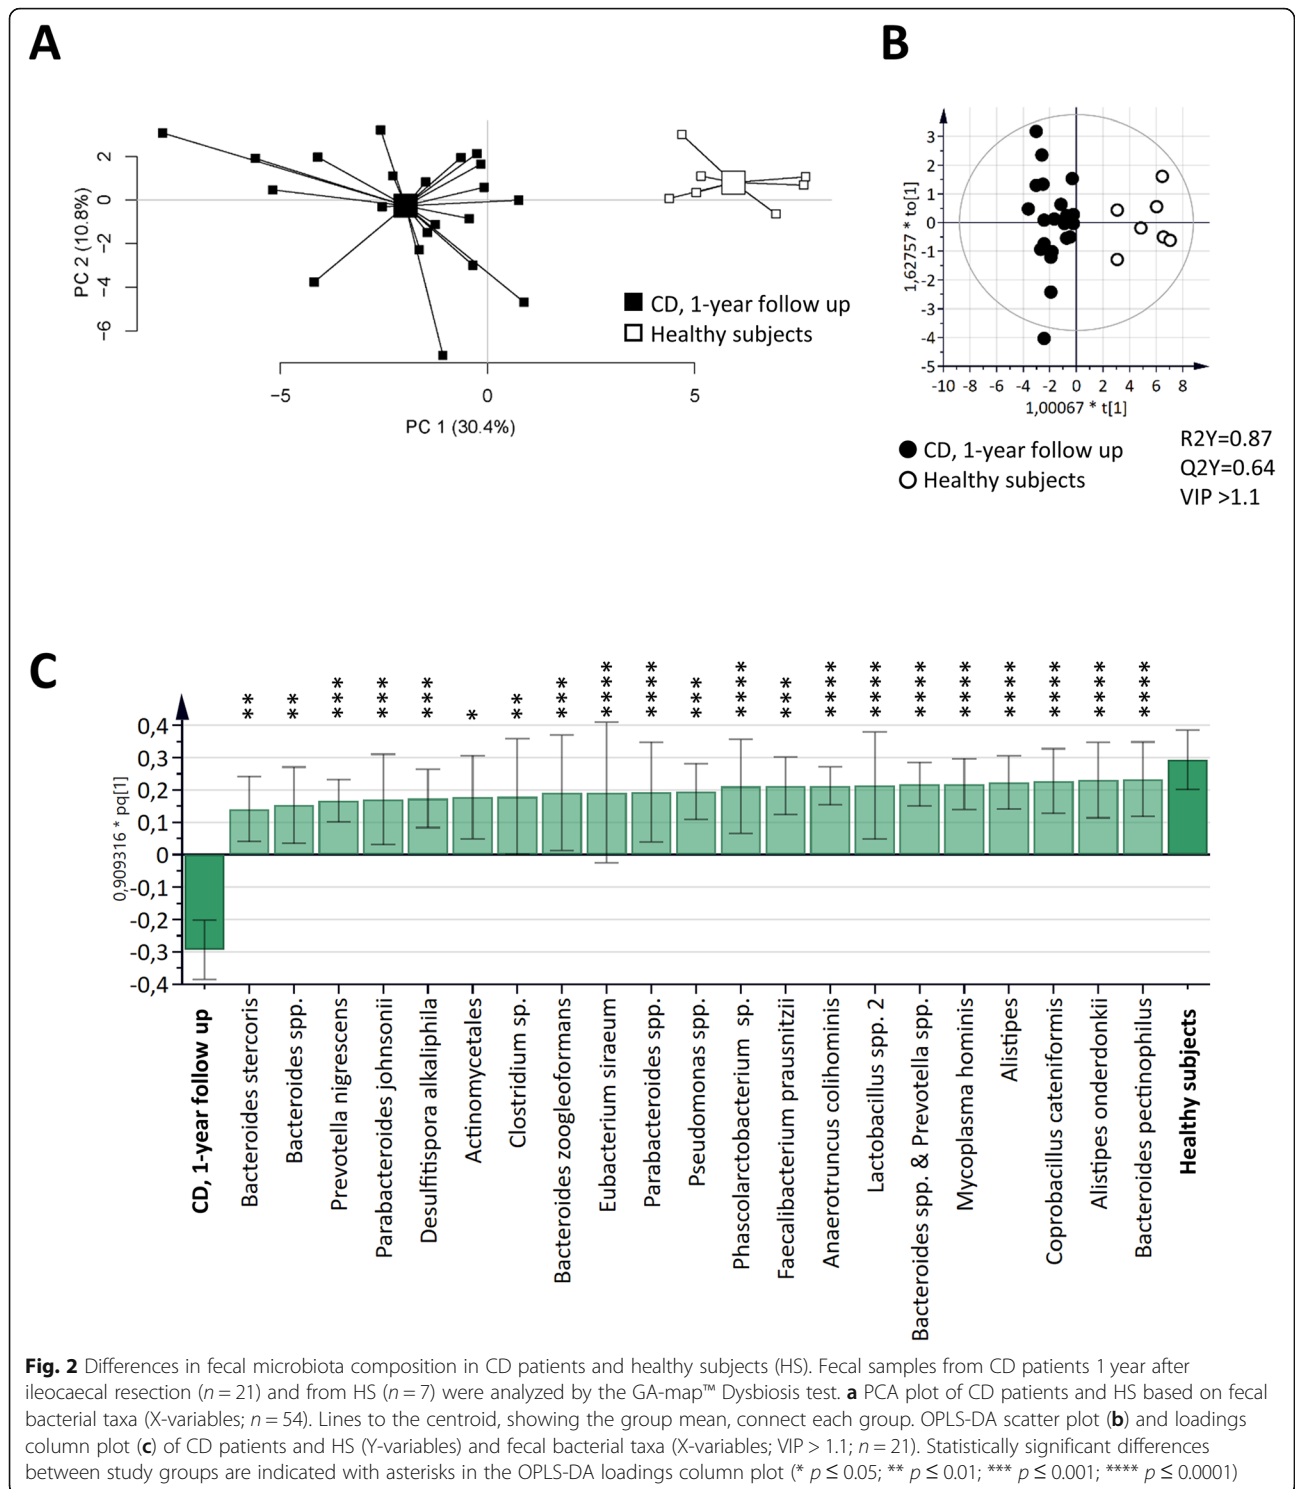 A
B
2
0
−2
−4
−6
PC 2 (10.8%)
CD, 1-year follow up
Healthy subjects
−5
0
5
PC 1 (30.4%)
3
2
1
0
-1
-2
-3
-4
-5
1,62757 * to[1]
-10 -8 -6 -4 -2 0 2 4 6 8
1,00067 * t[1]
CD, 1-year follow up
Healthy subjects
R2Y=0.87
Q2Y=0.64
VIP >1.1
C
** ** *** *** *** * ** *** **** **** *** **** *** **** **** **** **** **** **** **** ****
0,4
0,3
0,2
0,1
0
-0,1
-0,2
-0,3
-0,4
0,909316 * pq[1]
CD, 1-year follow up
Bacteroides stercoris
Bacteroides spp.
Prevotella nigrescens
Parabacteroides johnsonii
Desulfitispora alkaliphila
Actinomycetales
Clostridium sp.
Bacteroides zoogleoformans
Eubacterium siraeum
Parabacteroides spp.
Pseudomonas spp.
Phascolarctobacterium sp.
Faecalibacterium prausnitzii
Anaerotruncus colihominis
Lactobacillus spp. 2
Bacteroides spp. & Prevotella spp.
Mycoplasma hominis
Alistipes
Coprobacillus cateniformis
Alistipes onderdonkii
Bacteroides pectinophilus
Healthy subjects
Fig. 2 Differences in fecal microbiota composition in CD patients and healthy subjects (HS). Fecal samples from CD patients 1 year after
ileocaecal resection (n = 21) and from HS (n = 7) were analyzed by the GA-map™ Dysbiosis test. a PCA plot of CD patients and HS based on fecal
bacterial taxa (X-variables; n = 54). Lines to the centroid, showing the group mean, connect each group. OPLS-DA scatter plot (b) and loadings
column plot (c) of CD patients and HS (Y-variables) and fecal bacterial taxa (X-variables; VIP > 1.1; n = 21). Statistically significant differences
between study groups are indicated with asterisks in the OPLS-DA loadings column plot (* p ≤ 0.05; ** p ≤ 0.01; *** p ≤ 0.001; **** p ≤ 0.0001)